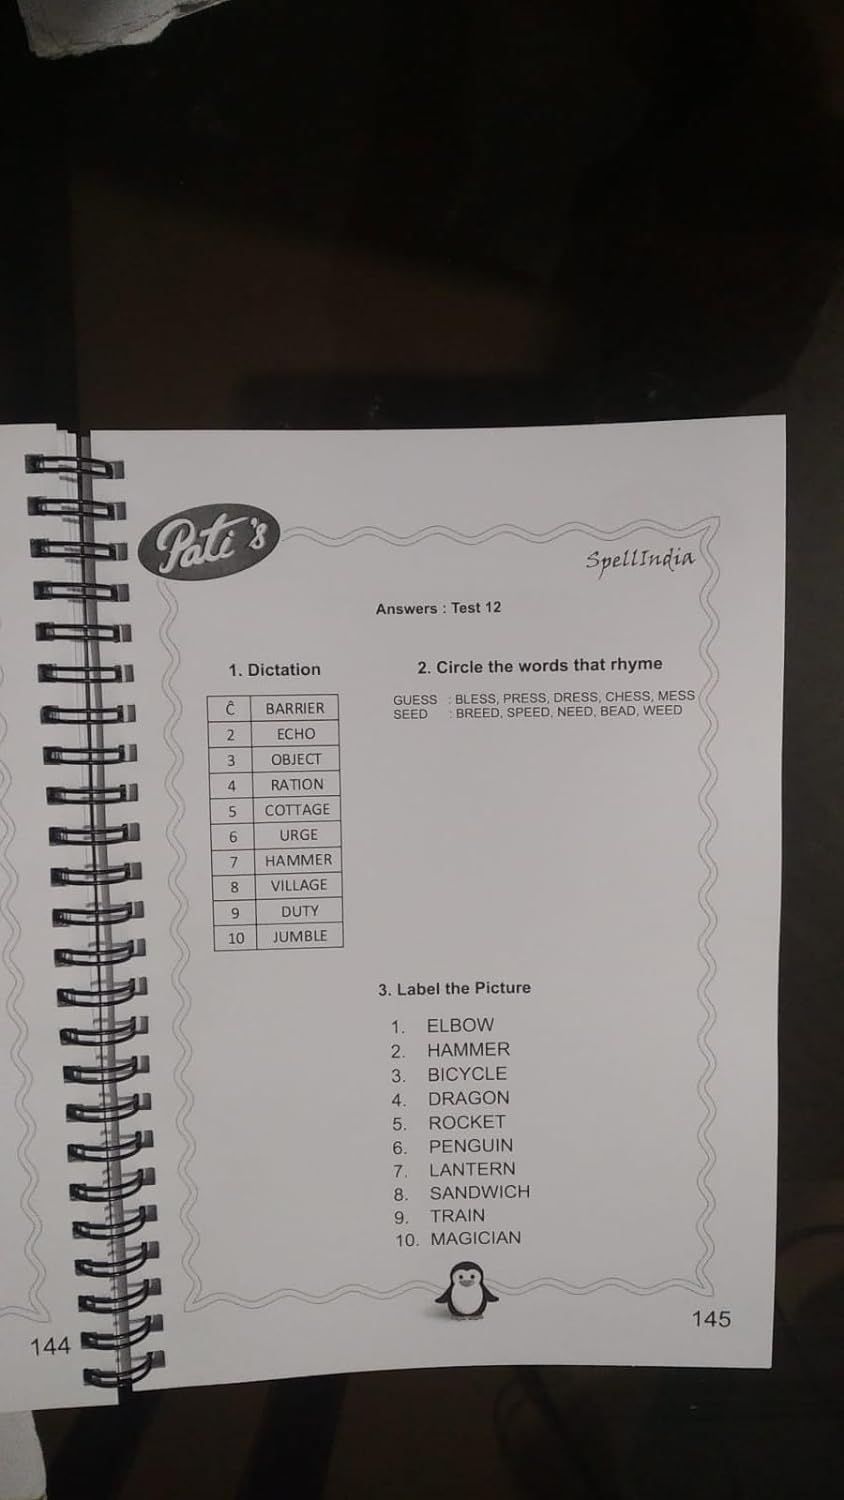 Pati's
SpellIndia
Answers : Test 12
1. Dictation
Ĉ BARRIER
2 ECHO
3 OBJECT
4 RATION
5 COTTAGE
6 URGE
7 HAMMER
8 VILLAGE
9 DUTY
10 JUMBLE
2. Circle the words that rhyme
GUESS : BLESS, PRESS, DRESS, CHESS, MESS
SEED : BREED, SPEED, NEED, BEAD, WEED
3. Label the Picture
1. ELBOW
2. HAMMER
3. BICYCLE
4. DRAGON
5. ROCKET
6. PENGUIN
7. LANTERN
8. SANDWICH
9. TRAIN
10. MAGICIAN
144
145